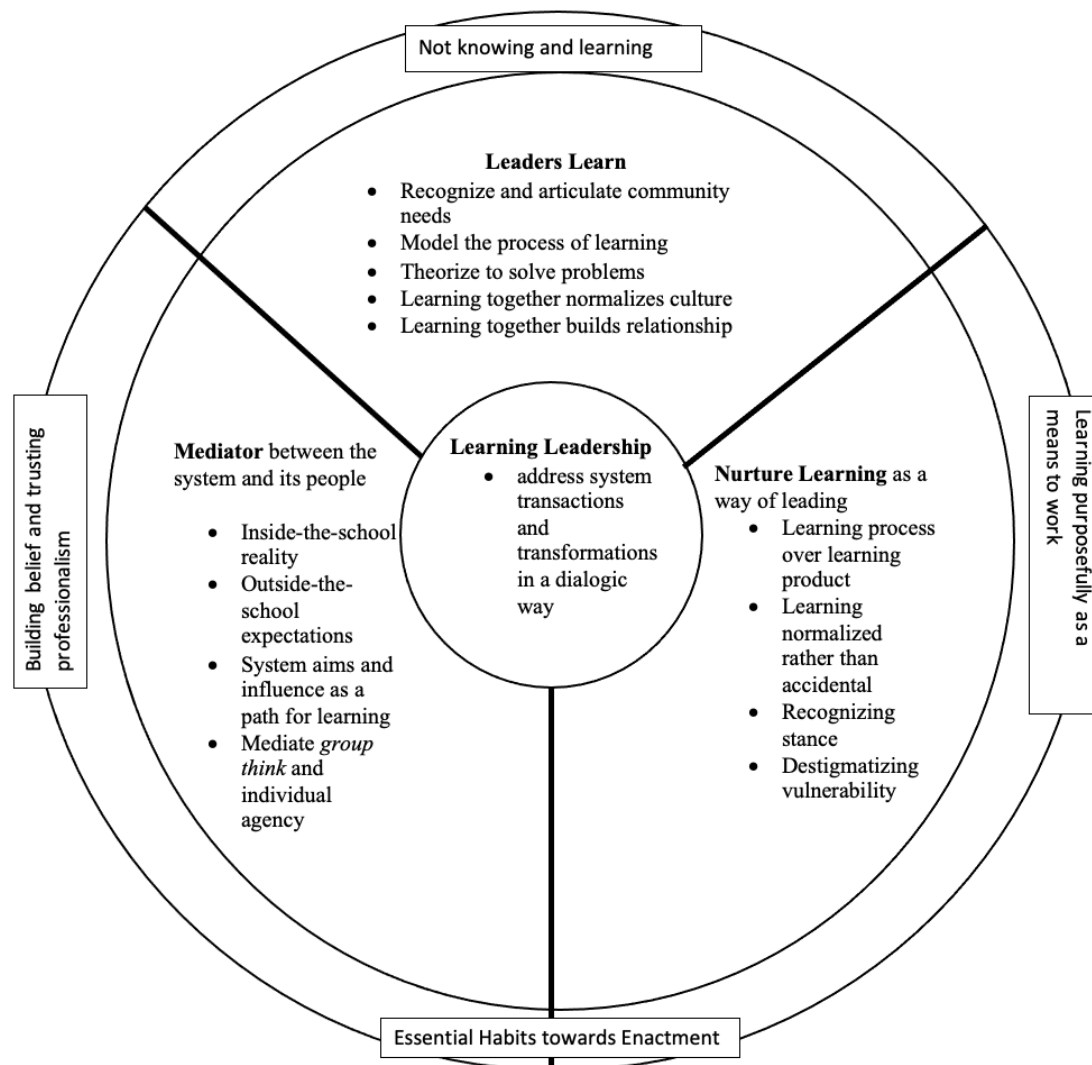 Not knowing and learning
Leaders Learn
• Recognize and articulate community
needs
• Model the process of learning
• Theorize to solve problems
• Learning together normalizes culture
• Learning together builds relationship
Building belief and trusting
professionalism
Mediator between the
system and its people
• Inside-the-school
reality
• Outside-the-
school
expectations
• System aims and
influence as a
path for learning
• Mediate group
think and
individual
agency
Learning Leadership
• address system
transactions
and
transformations
in a dialogic
way
Nurture Learning as a
way of leading
• Learning process
over learning
product
• Learning
normalized
rather than
accidental
• Recognizing
stance
• Destigmatizing
vulnerability
Learning purposefully as a
means to work
Essential Habits towards Enactment